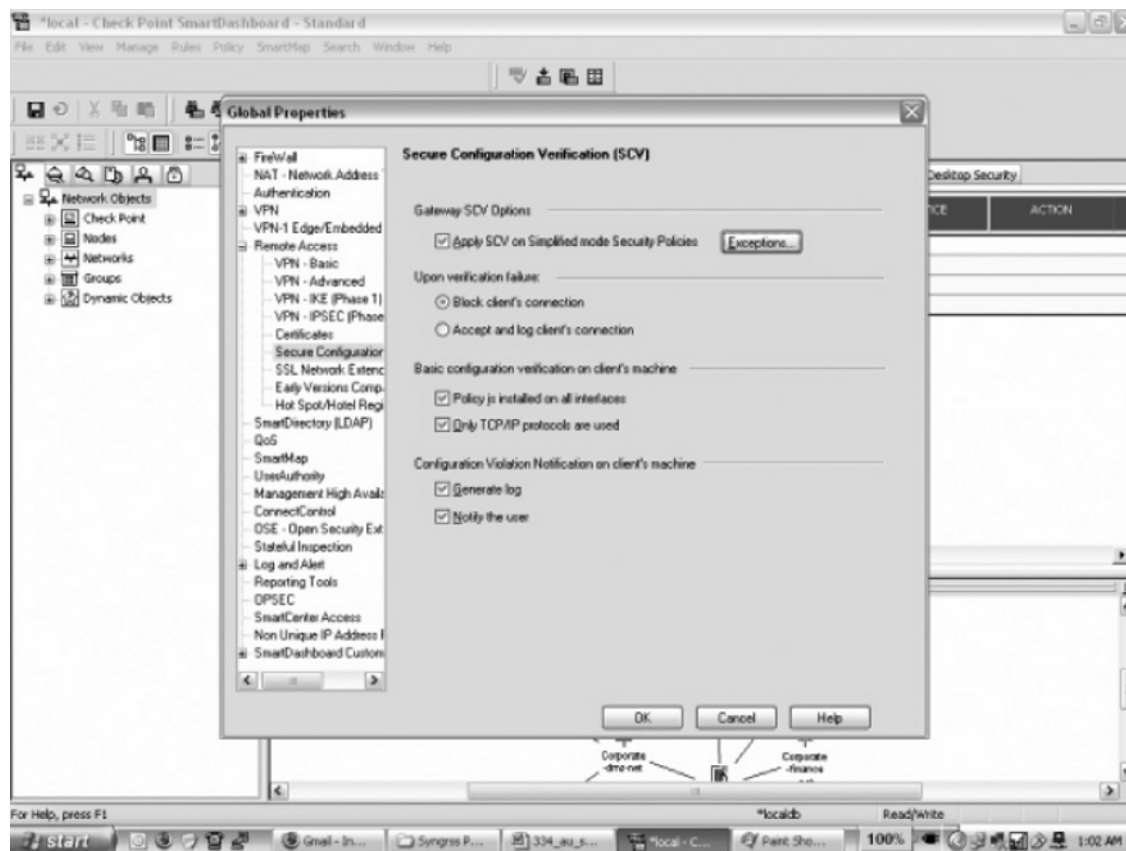 *local - Check Point SmartDashboard - Standard
File Edit View Manage Rules Policy SmartMap Search Window Help
Global Properties
FireWall
NAT - Network Address
Authentication
VPN
VPN-1 Edge/Embedded
Remote Access
VPN - Basic
VPN - Advanced
VPN - IKE (Phase 1)
VPN - IPSEC (Phase
Certificates
Secure Configuration
SSL Network Extenc
Early Versions Comp
Hot Spot/Hotel Regi
SmartDirectory (LDAP)
QoS
SmartMap
UserAuthority
Management High Availa
ConnectControl
OSE - Open Security Ext
Stateful Inspection
Log and Alert
Reporting Tools
OPSEC
SmartCenter Access
Non Unique IP Address
SmartDashboard Custom
Secure Configuration Verification (SCV)
Gateway SCV Options
Apply SCV on Simplified mode Security Policies
Exceptions...
Upon verification failure:
Block client's connection
Accept and log client's connection
Basic configuration verification on client's machine
Policy is installed on all interfaces
Only TCP/IP protocols are used
Configuration Violation Notification on client's machine
Generate log
Notify the user
OK Cancel Help
Network Objects
Check Point
Nodes
Networks
Groups
Dynamic Objects
Desktop Security
ICE ACTION
Corporate
-dmz-net
Corporate
-finance
For Help, press F1
*localdb Read/Write
start
Gmail - In...
Syngrss P...
334_au_s...
*local - C...
Paint Sho...
100%
1:02 AM